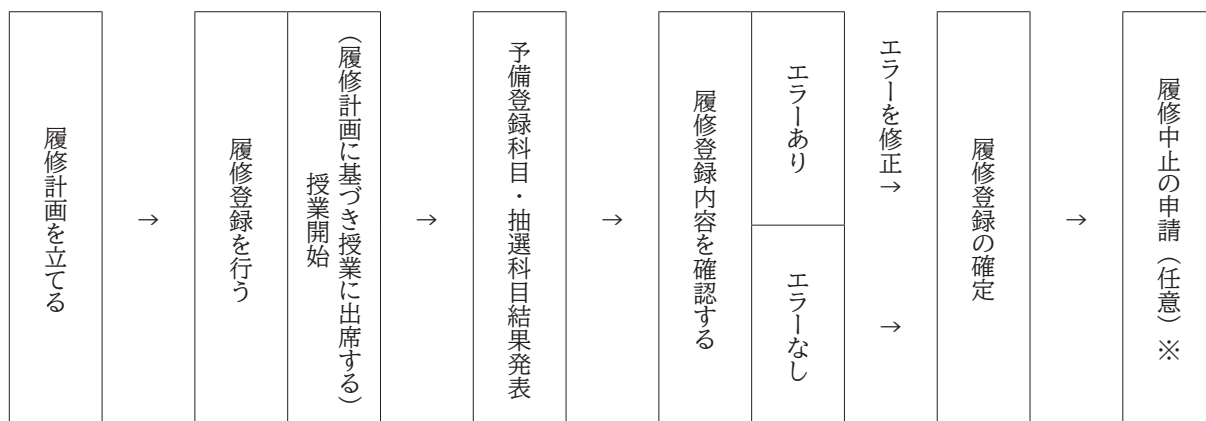 履修計画を立てる
→
履修登録を行う
授業開始
（履修計画に基づき授業に出席する）
→
予備登録科目・抽選科目結果発表
→
履修登録内容を確認する
エラーあり
エラーなし
エラーを修正→
→
履修登録の確定
→
履修中止の申請（任意）※